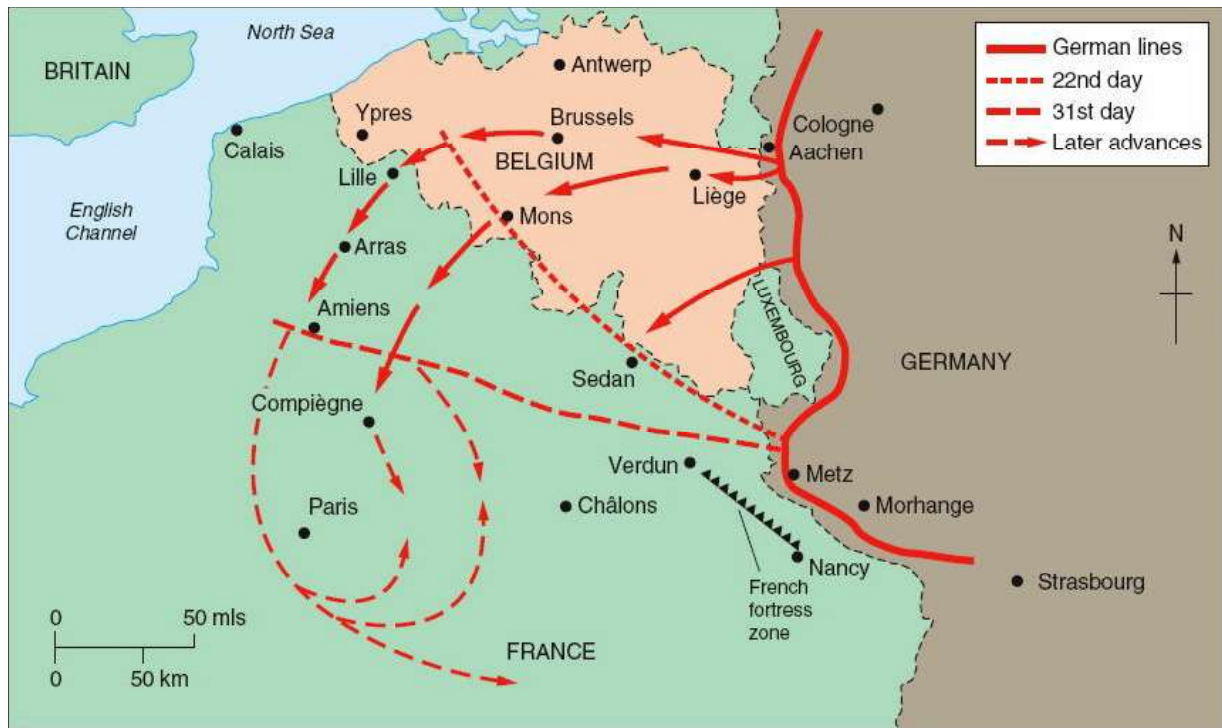 North Sea
BRITAIN
Antwerp
Ypres
Brussels
Cologne
Calais
BELGIUM
Aachen
Lille
Liège
English
Channel
Mons
Arras
LUXEMBOURG
Amiens
Sedan
GERMANY
Compiègne
Verdun
Metz
Paris
Châlons
Morhange
Nancy
French
fortress
zone
Strasbourg
FRANCE
0 50 mls
0 50 km
German lines
22nd day
31st day
Later advances
N